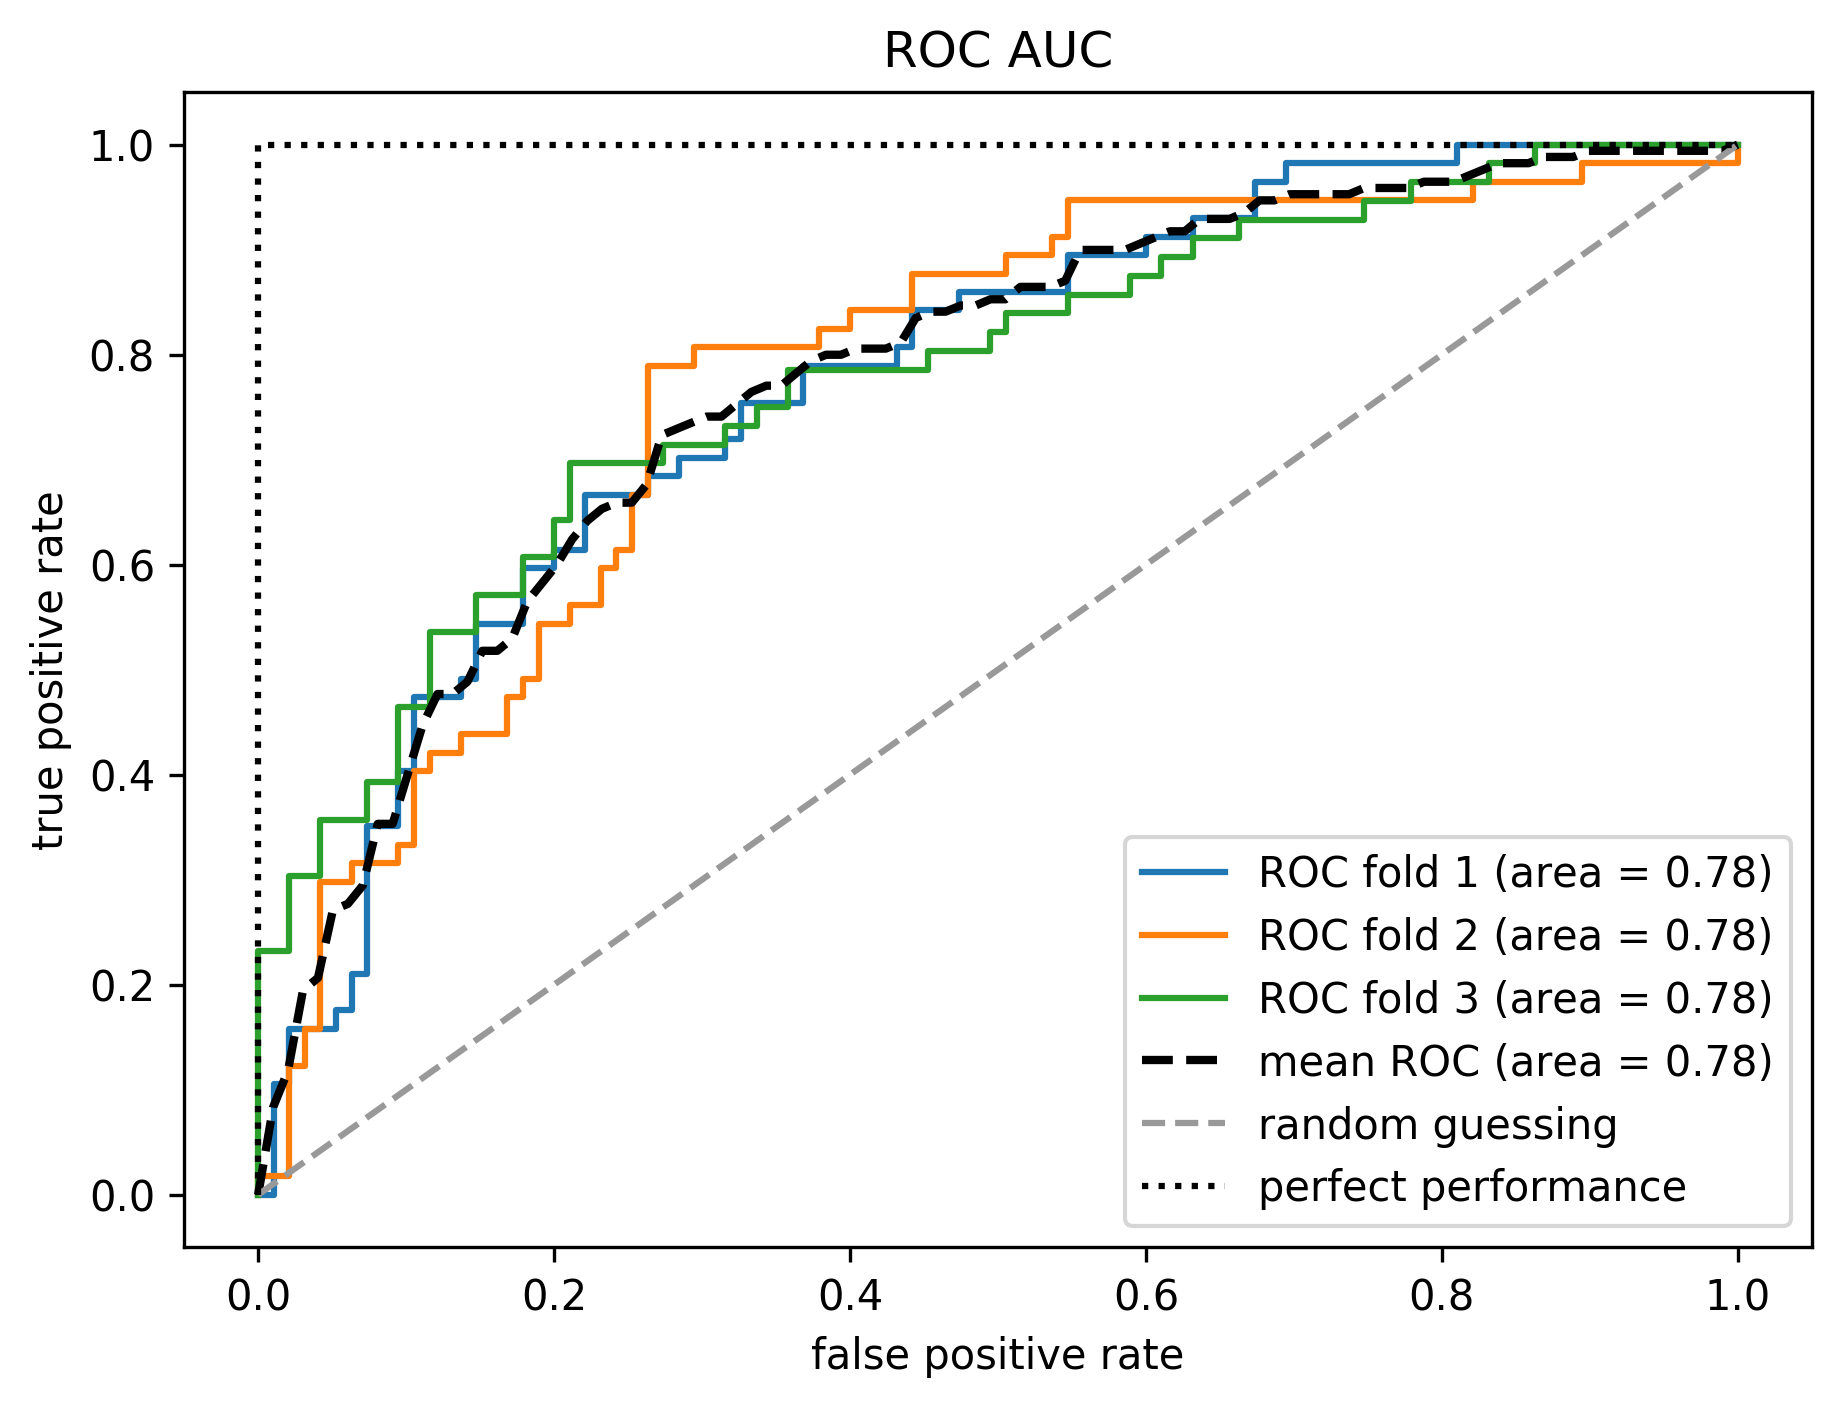 ROC AUC
true positive rate
1.0
0.8
0.6
0.4
0.2
0.0
ROC fold 1 (area = 0.78)
ROC fold 2 (area = 0.78)
ROC fold 3 (area = 0.78)
mean ROC (area = 0.78)
random guessing
perfect performance
0.0 0.2 0.4 0.6 0.8 1.0
false positive rate